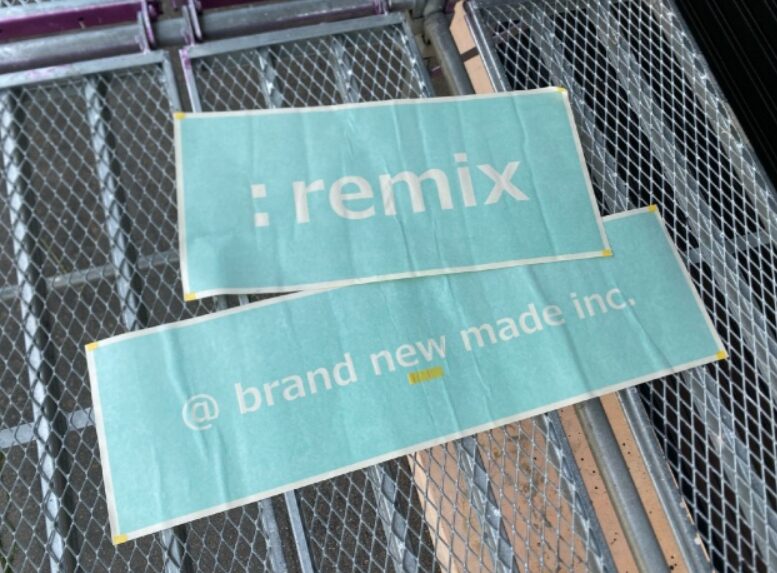 : remix
@ brand new made inc.